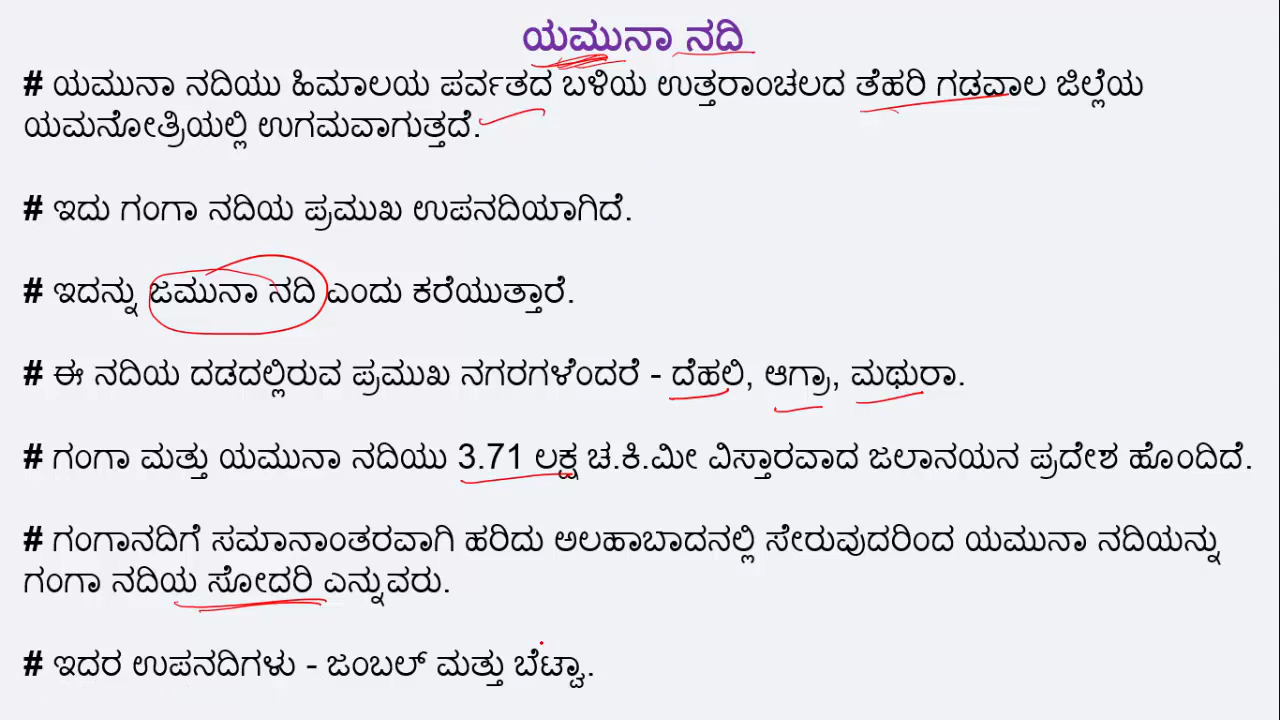 ಯಮುನಾ ನದಿ
# ಯಮುನಾ ನದಿಯು ಹಿಮಾಲಯ ಪರ್ವತದ ಬಳಿಯ ಉತ್ತರಾಂಚಲದ ತೆಹರಿ ಗಡವಾಲ ಜಿಲ್ಲೆಯ
ಯಮನೋತ್ರಿಯಲ್ಲಿ ಉಗಮವಾಗುತ್ತದೆ.
# ಇದು ಗಂಗಾ ನದಿಯ ಪ್ರಮುಖ ಉಪನದಿಯಾಗಿದೆ.
# ಇದನ್ನು ಜಮುನಾ ನದಿ ಎಂದು ಕರೆಯುತ್ತಾರೆ.
# ಈ ನದಿಯ ದಡದಲ್ಲಿರುವ ಪ್ರಮುಖ ನಗರಗಳೆಂದರೆ - ದೆಹಲಿ, ಆಗ್ರಾ, ಮಥುರಾ.
# ಗಂಗಾ ಮತ್ತು ಯಮುನಾ ನದಿಯು 3.71 ಲಕ್ಷ ಚ.ಕಿ.ಮೀ ವಿಸ್ತಾರವಾದ ಜಲಾನಯನ ಪ್ರದೇಶ ಹೊಂದಿದೆ.
# ಗಂಗಾನದಿಗೆ ಸಮಾನಾಂತರವಾಗಿ ಹರಿದು ಅಲಹಾಬಾದನಲ್ಲಿ ಸೇರುವುದರಿಂದ ಯಮುನಾ ನದಿಯನ್ನು
ಗಂಗಾ ನದಿಯ ಸೋದರಿ ಎನ್ನುವರು.
# ಇದರ ಉಪನದಿಗಳು - ಜಂಬಲ್ ಮತ್ತು ಬೆಟ್ವಾ.